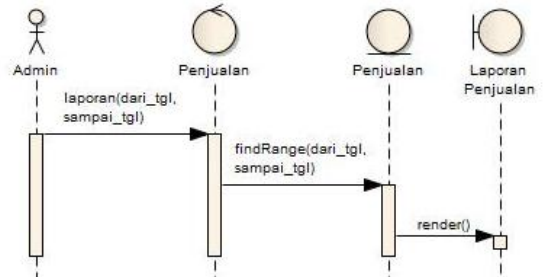 Admin
Penjualan
Penjualan
Laporan
Penjualan
laporan(dari_tgl,
sampai_tgl)
findRange(dari_tgl,
sampai_tgl)
render()